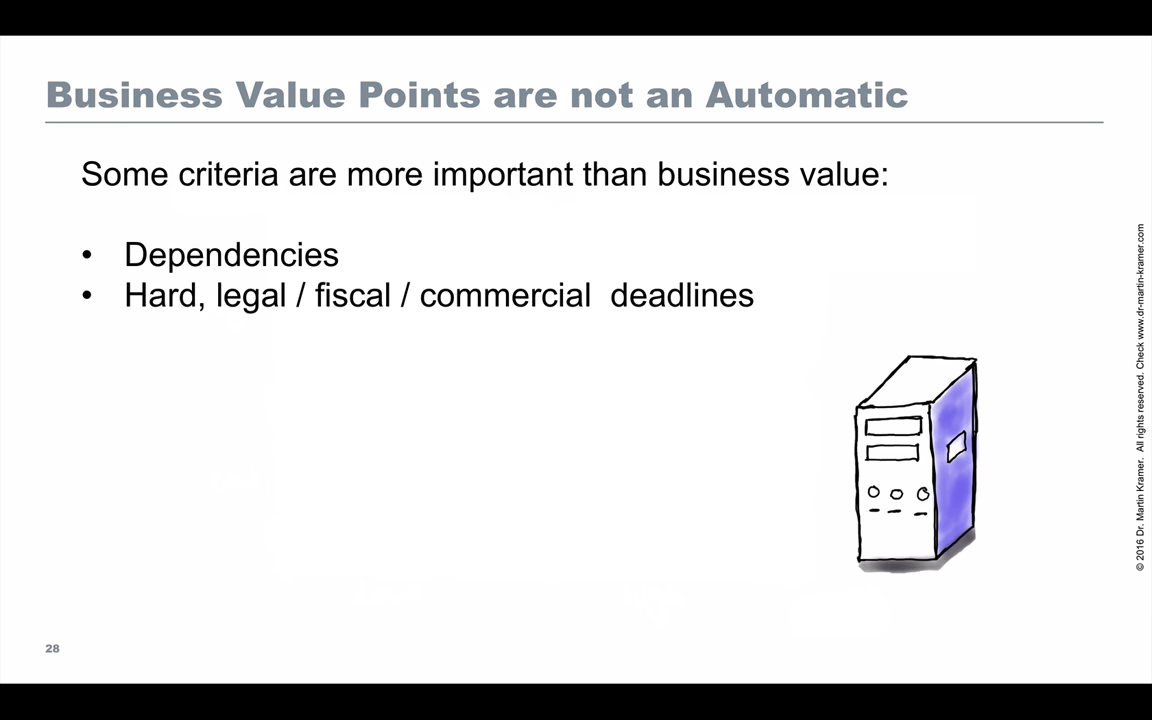 Business Value Points are not an Automatic
Some criteria are more important than business value:
• Dependencies
• Hard, legal / fiscal / commercial  deadlines
© 2016 Dr. Martin Kramer.  All rights reserved. Check www.dr-martin-kramer.com
28